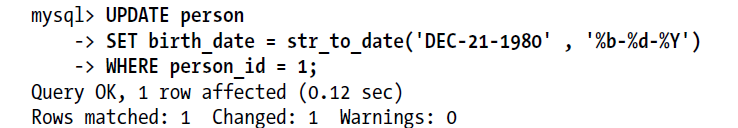 mysql> UPDATE person
    -> SET birth_date = str_to_date('DEC-21-1980' , '%b-%d-%Y')
    -> WHERE person_id = 1;
Query OK, 1 row affected (0.12 sec)
Rows matched: 1  Changed: 1  Warnings: 0